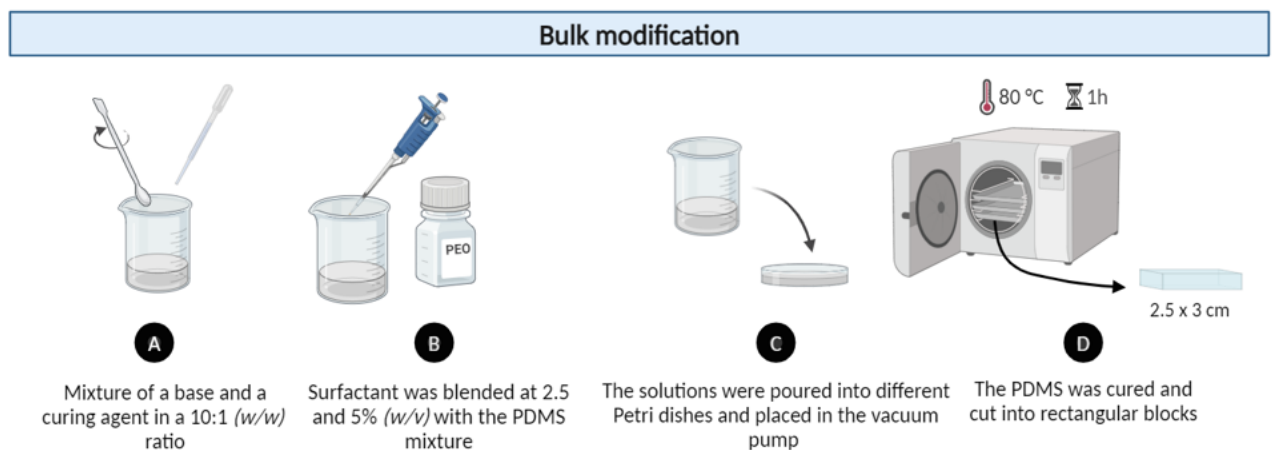 Bulk modification
80 °C 1h
PEO
2.5 x 3 cm
A
Mixture of a base and a
curing agent in a 10:1 (w/w)
ratio
B
Surfactant was blended at 2.5
and 5% (w/v) with the PDMS
mixture
C
The solutions were poured into different
Petri dishes and placed in the vacuum
pump
D
The PDMS was cured and
cut into rectangular blocks